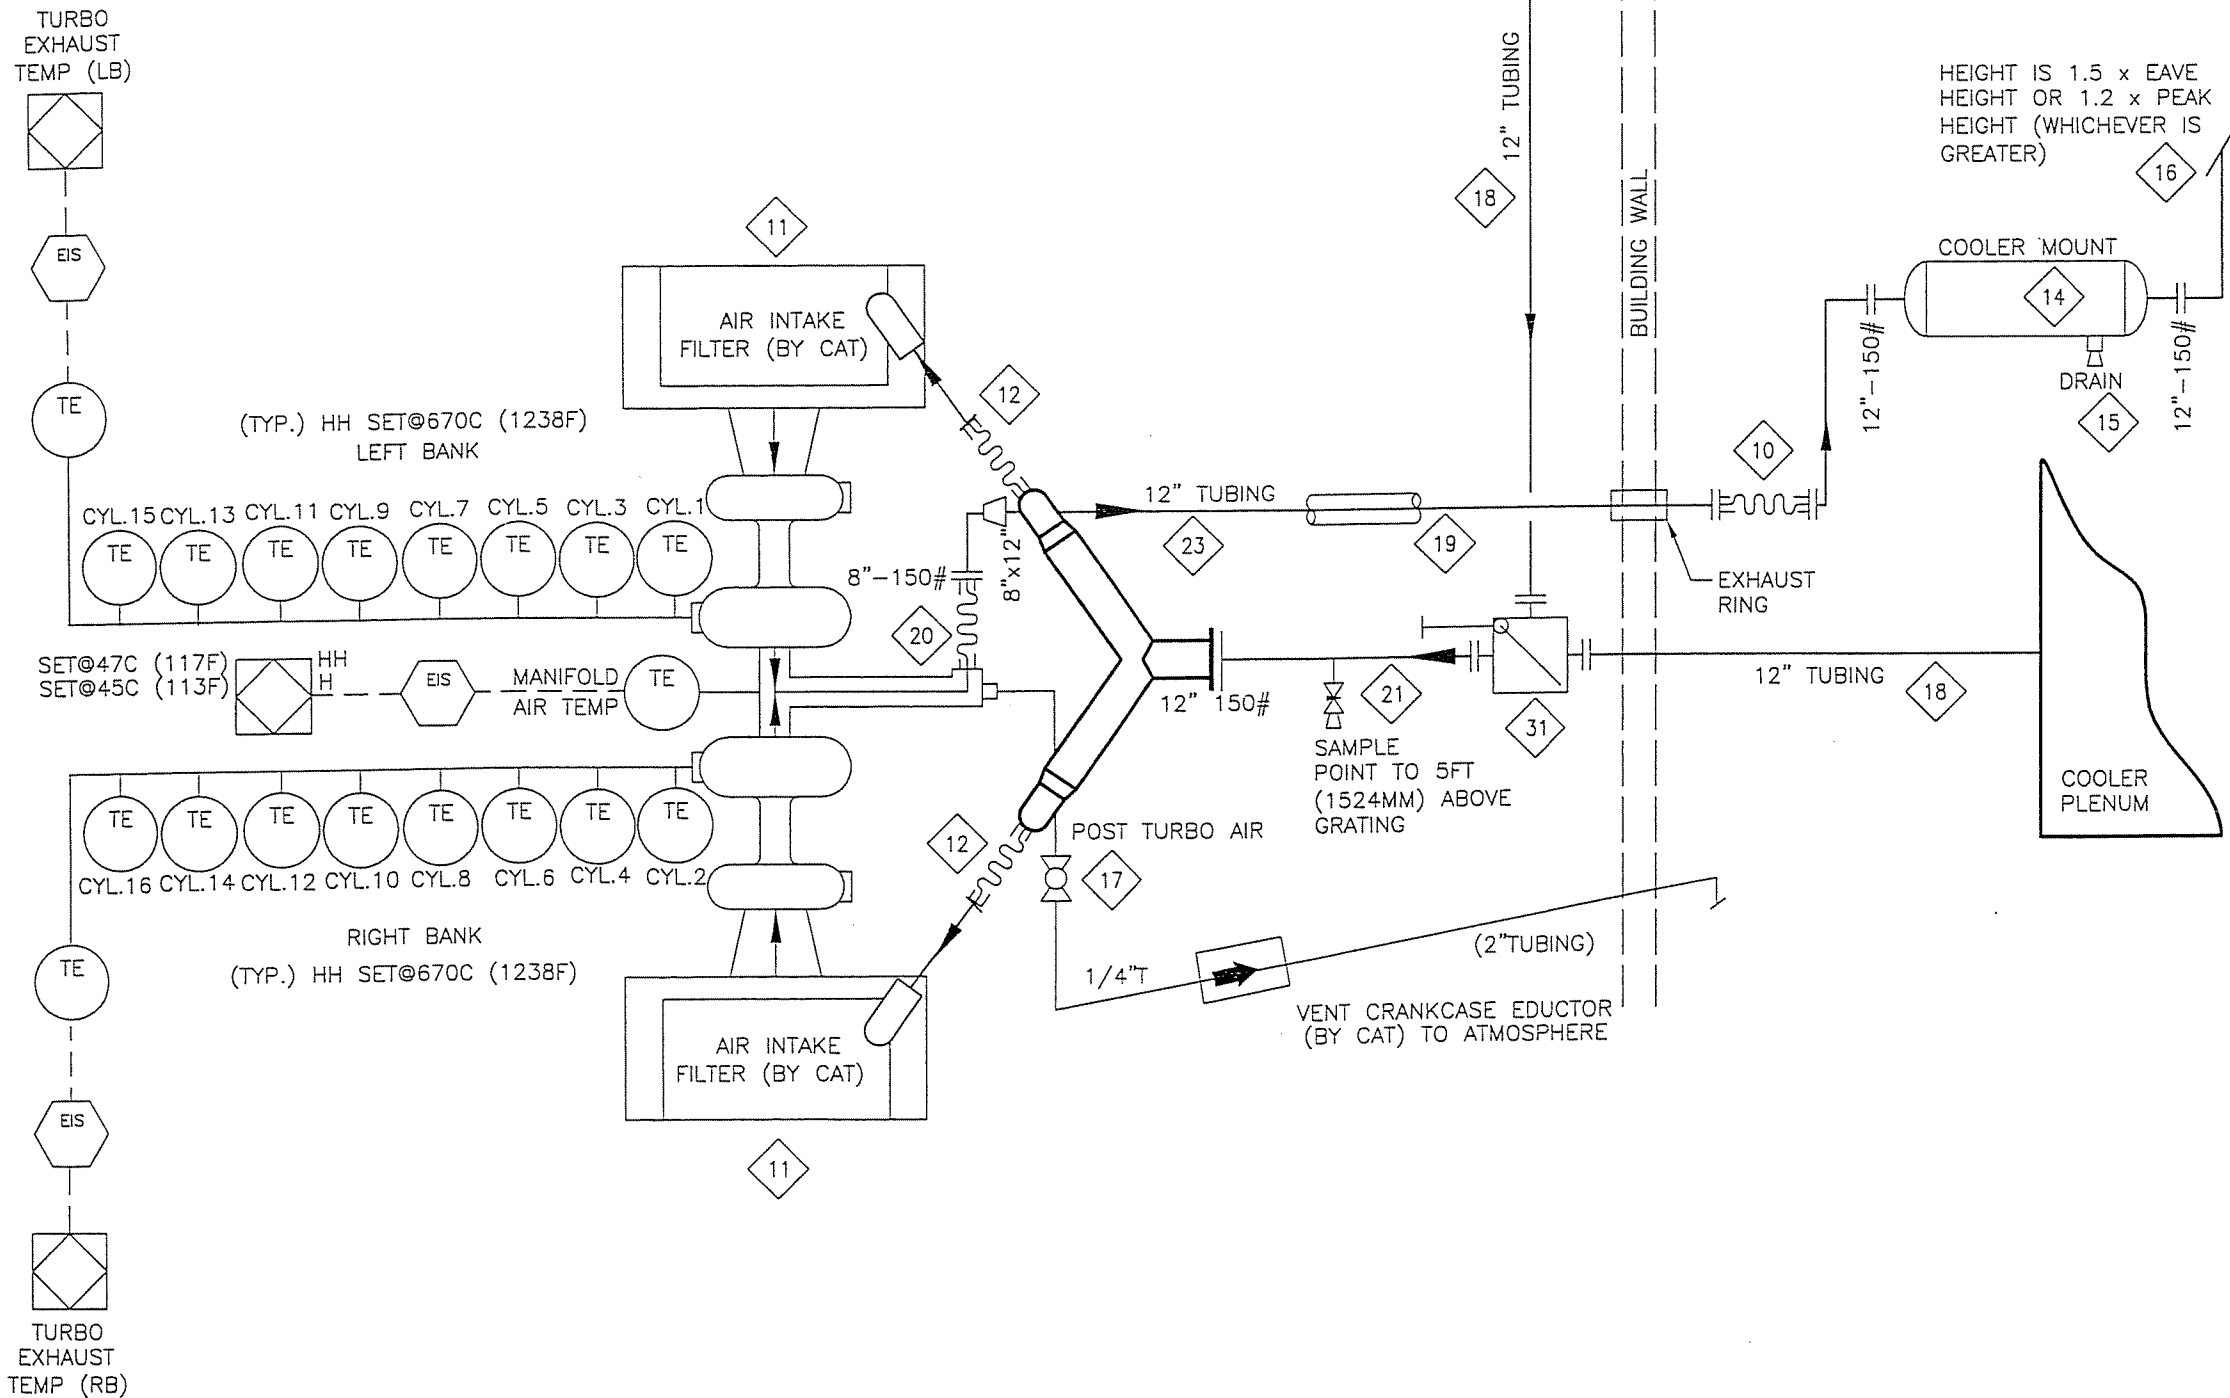 TURBO
EXHAUST
TEMP (LB)
EIS
TE
(TYP.) HH SET@670C (1238F)
LEFT BANK
CYL.15 CYL.13 CYL.11 CYL.9 CYL.7 CYL.5 CYL.3 CYL.1
TE TE TE TE TE TE TE TE
SET@47C (117F) HH
SET@45C (113F) H
EIS
MANIFOLD
AIR TEMP
TE
TE TE TE TE TE TE TE TE
CYL.16 CYL.14 CYL.12 CYL.10 CYL.8 CYL.6 CYL.4 CYL.2
RIGHT BANK
(TYP.) HH SET@670C (1238F)
TE
EIS
TURBO
EXHAUST
TEMP (RB)
11
AIR INTAKE
FILTER (BY CAT)
12
8"-150#
8"x12"
20
12" TUBING
23
19
12" 150#
12
POST TURBO AIR
17
AIR INTAKE
FILTER (BY CAT)
11
1/4"T
(2"TUBING)
VENT CRANKCASE EDUCTOR
(BY CAT) TO ATMOSPHERE
SAMPLE
POINT TO 5FT
(1524MM) ABOVE
GRATING
21
31
12" TUBING
18
BUILDING WALL
EXHAUST
RING
10
12" TUBING
18
HEIGHT IS 1.5 x EAVE
HEIGHT OR 1.2 x PEAK
HEIGHT (WHICHEVER IS
GREATER)
16
COOLER MOUNT
14
12"-150#
12"-150#
DRAIN
15
COOLER
PLENUM